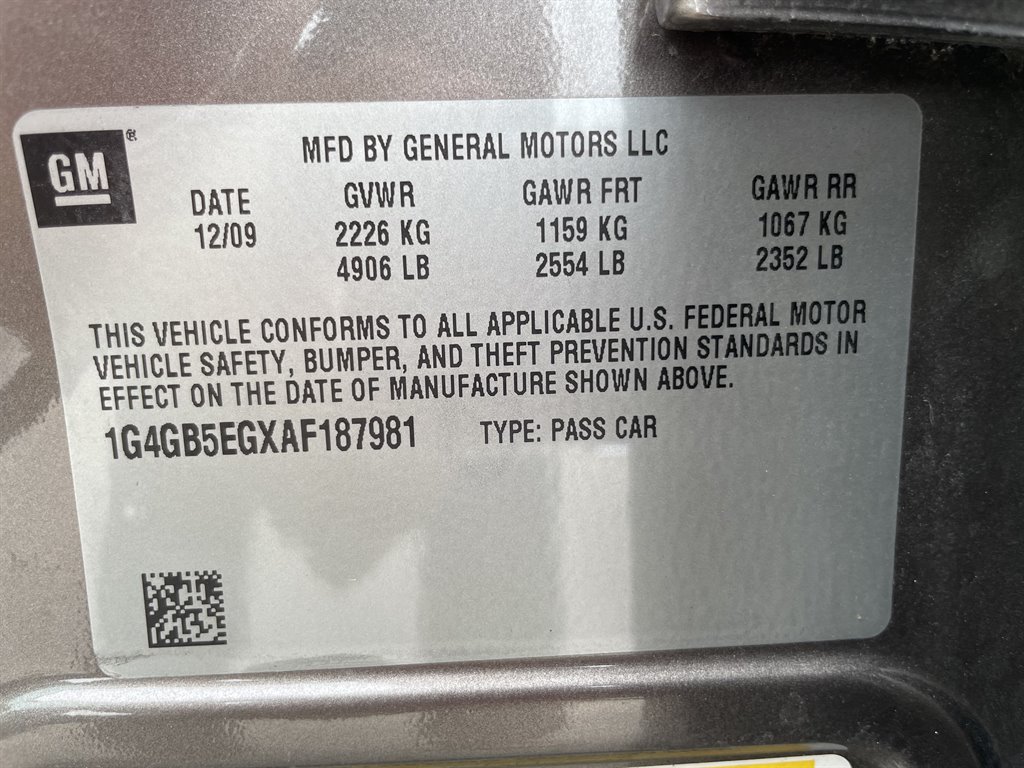 GM®
MFD BY GENERAL MOTORS LLC
DATE GVWR GAWR FRT GAWR RR
12/09 2226 KG 1159 KG 1067 KG
4906 LB 2554 LB 2352 LB
THIS VEHICLE CONFORMS TO ALL APPLICABLE U.S. FEDERAL MOTOR
VEHICLE SAFETY, BUMPER, AND THEFT PREVENTION STANDARDS IN
EFFECT ON THE DATE OF MANUFACTURE SHOWN ABOVE.
1G4GB5EGXAF187981 TYPE: PASS CAR